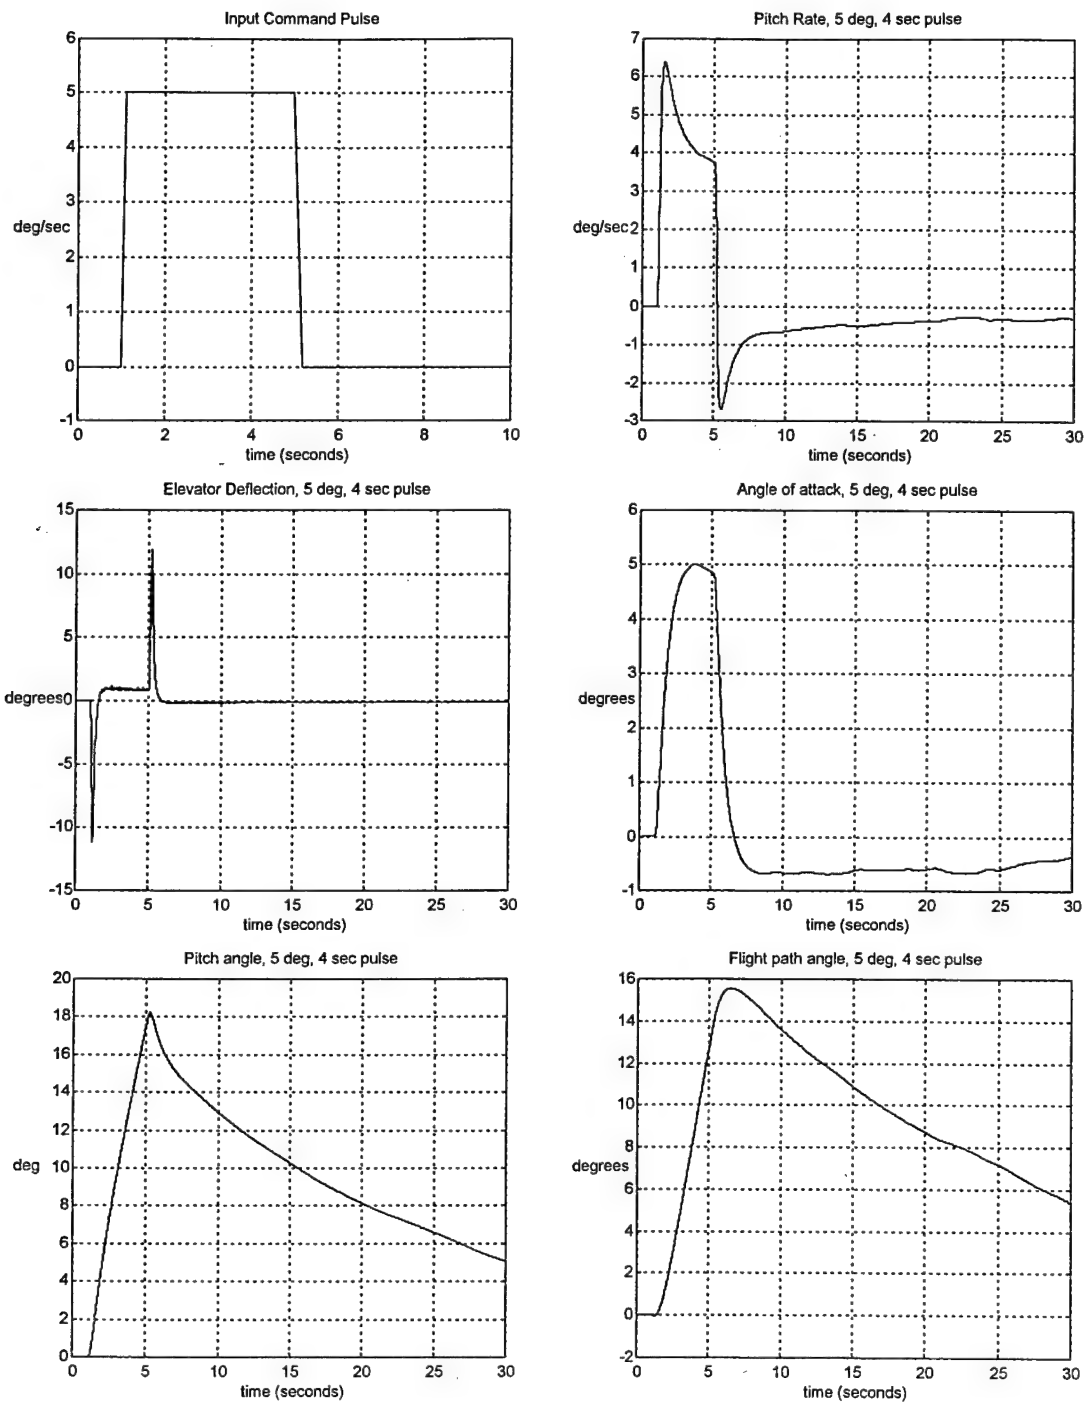 Input Command Pulse
6
5
4
3
deg/sec
2
1
0
-1
0 2 4 6 8 10
time (seconds)
Pitch Rate, 5 deg, 4 sec pulse
7
6
5
4
3
deg/sec 2
1
0
-1
-2
-3
0 5 10 15 20 25 30
time (seconds)
Elevator Deflection, 5 deg, 4 sec pulse
15
10
5
degrees 0
-5
-10
-15
0 5 10 15 20 25 30
time (seconds)
Angle of attack, 5 deg, 4 sec pulse
6
5
4
3
degrees
2
1
0
-1
0 5 10 15 20 25 30
time (seconds)
Pitch angle, 5 deg, 4 sec pulse
20
18
16
14
12
deg 10
8
6
4
2
0
0 5 10 15 20 25 30
time (seconds)
Flight path angle, 5 deg, 4 sec pulse
16
14
12
10
8
degrees
6
4
2
0
-2
0 5 10 15 20 25 30
time (seconds)